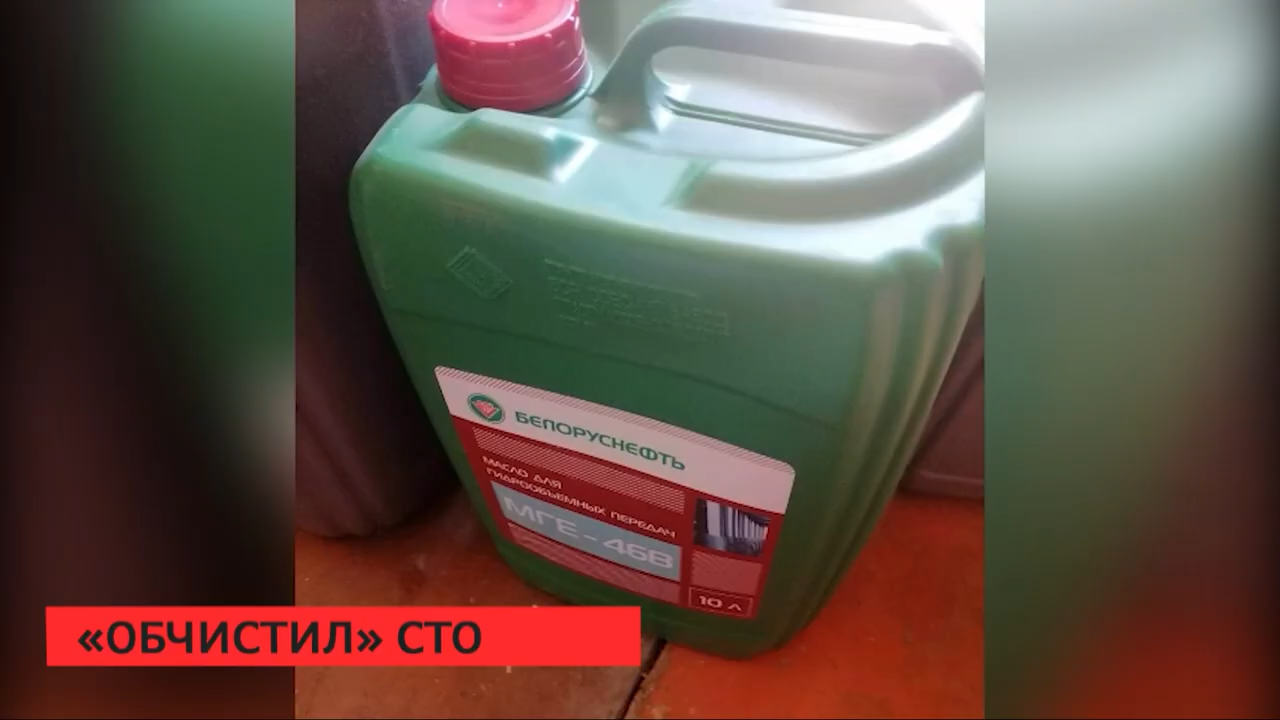 БЕЛОРУСНЕФТЬ
МАСЛО ДЛЯ
ГИДРООБЪЕМНЫХ ПЕРЕДАЧ
МГЕ-46В
10 Л
«ОБЧИСТИЛ» СТО